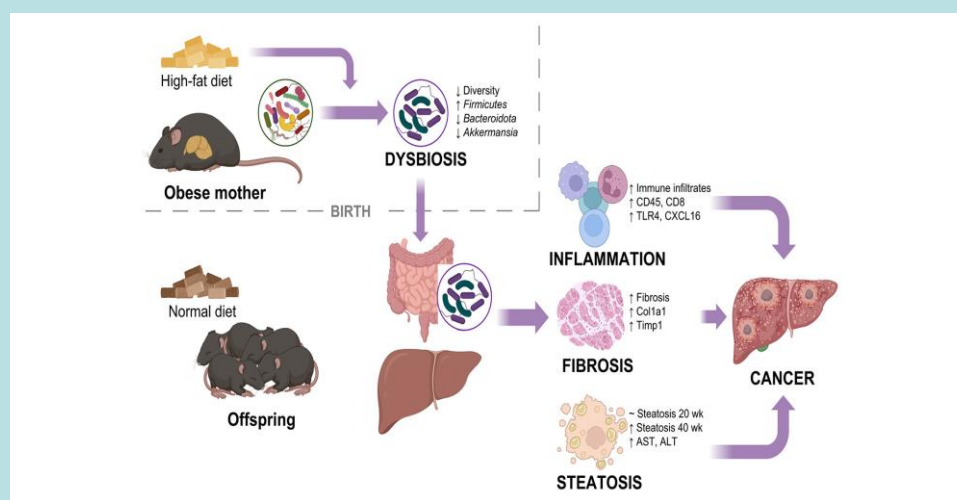 High-fat diet
Obese mother
↓ Diversity
↑ Firmicutes
↓ Bacteroidota
↓ Akkermansia
DYSBIOSIS
BIRTH
Normal diet
Offspring
↑ Immune infiltrates
↑ CD45, CD8
↑ TLR4, CXCL16
INFLAMMATION
↑ Fibrosis
↑ Col1a1
↑ Timp1
FIBROSIS
CANCER
~ Steatosis 20 wk
↑ Steatosis 40 wk
↑ AST, ALT
STEATOSIS